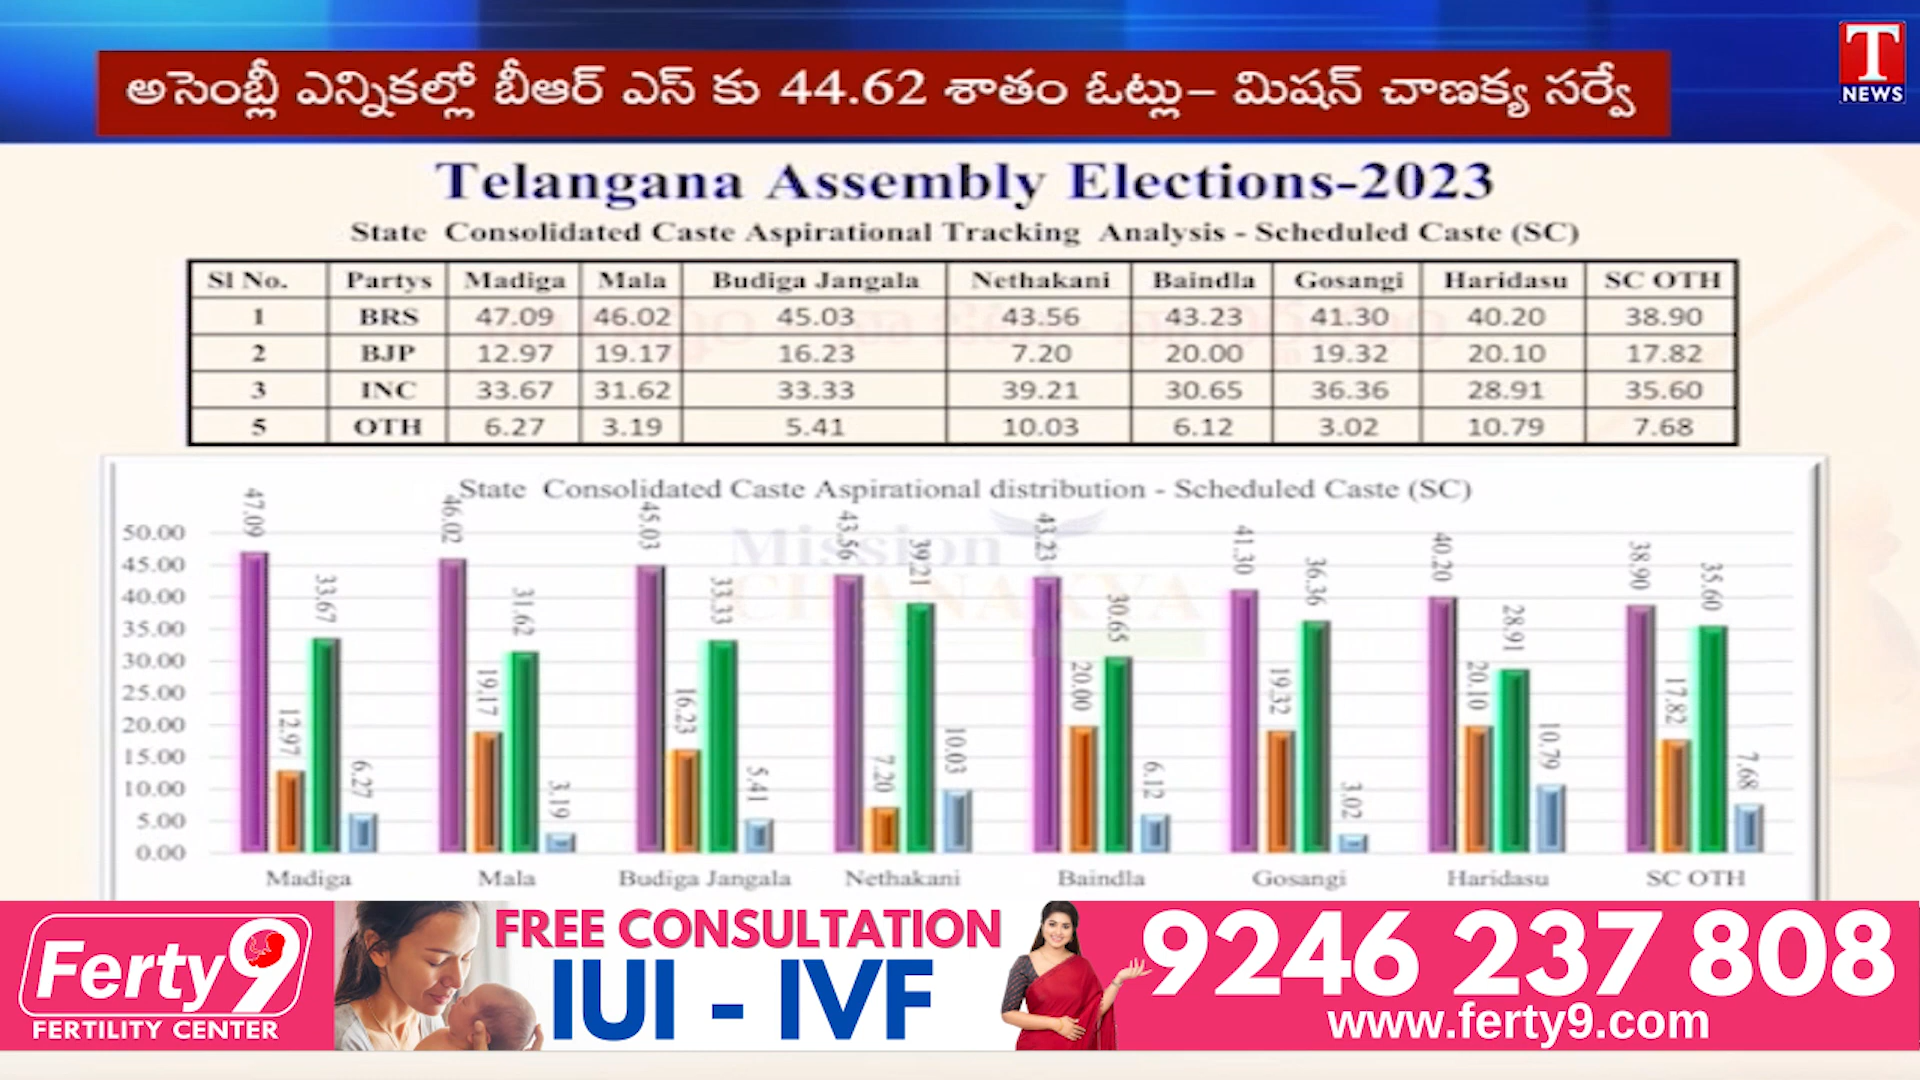 అసెంబ్లీ ఎన్నికల్లో బీఆర్ ఎస్ కు 44.62 శాతం ఓట్లు– మిషన్ చాణక్య సర్వే
T
NEWS
Telangana Assembly Elections-2023
State Consolidated Caste Aspirational Tracking Analysis - Scheduled Caste (SC)
Sl No. Partys Madiga Mala Budiga Jangala Nethakani Baindla Gosangi Haridasu SC OTH
1 BRS 47.09 46.02 45.03 43.56 43.23 41.30 40.20 38.90
2 BJP 12.97 19.17 16.23 7.20 20.00 19.32 20.10 17.82
3 INC 33.67 31.62 33.33 39.21 30.65 36.36 28.91 35.60
5 OTH 6.27 3.19 5.41 10.03 6.12 3.02 10.79 7.68
State Consolidated Caste Aspirational distribution - Scheduled Caste (SC)
Mission
CHANAKYA
50.00
45.00
40.00
35.00
30.00
25.00
20.00
15.00
10.00
5.00
0.00
47.09 12.97 33.67 6.27
46.02 19.17 31.62 3.19
45.03 16.23 33.33 5.41
43.56 7.20 39.21 10.03
43.23 20.00 30.65 6.12
41.30 19.32 36.36 3.02
40.20 20.10 28.91 10.79
38.90 17.82 35.60 7.68
Madiga Mala Budiga Jangala Nethakani Baindla Gosangi Haridasu SC OTH
Ferty9
FERTILITY CENTER
FREE CONSULTATION
IUI - IVF
9246 237 808
www.ferty9.com